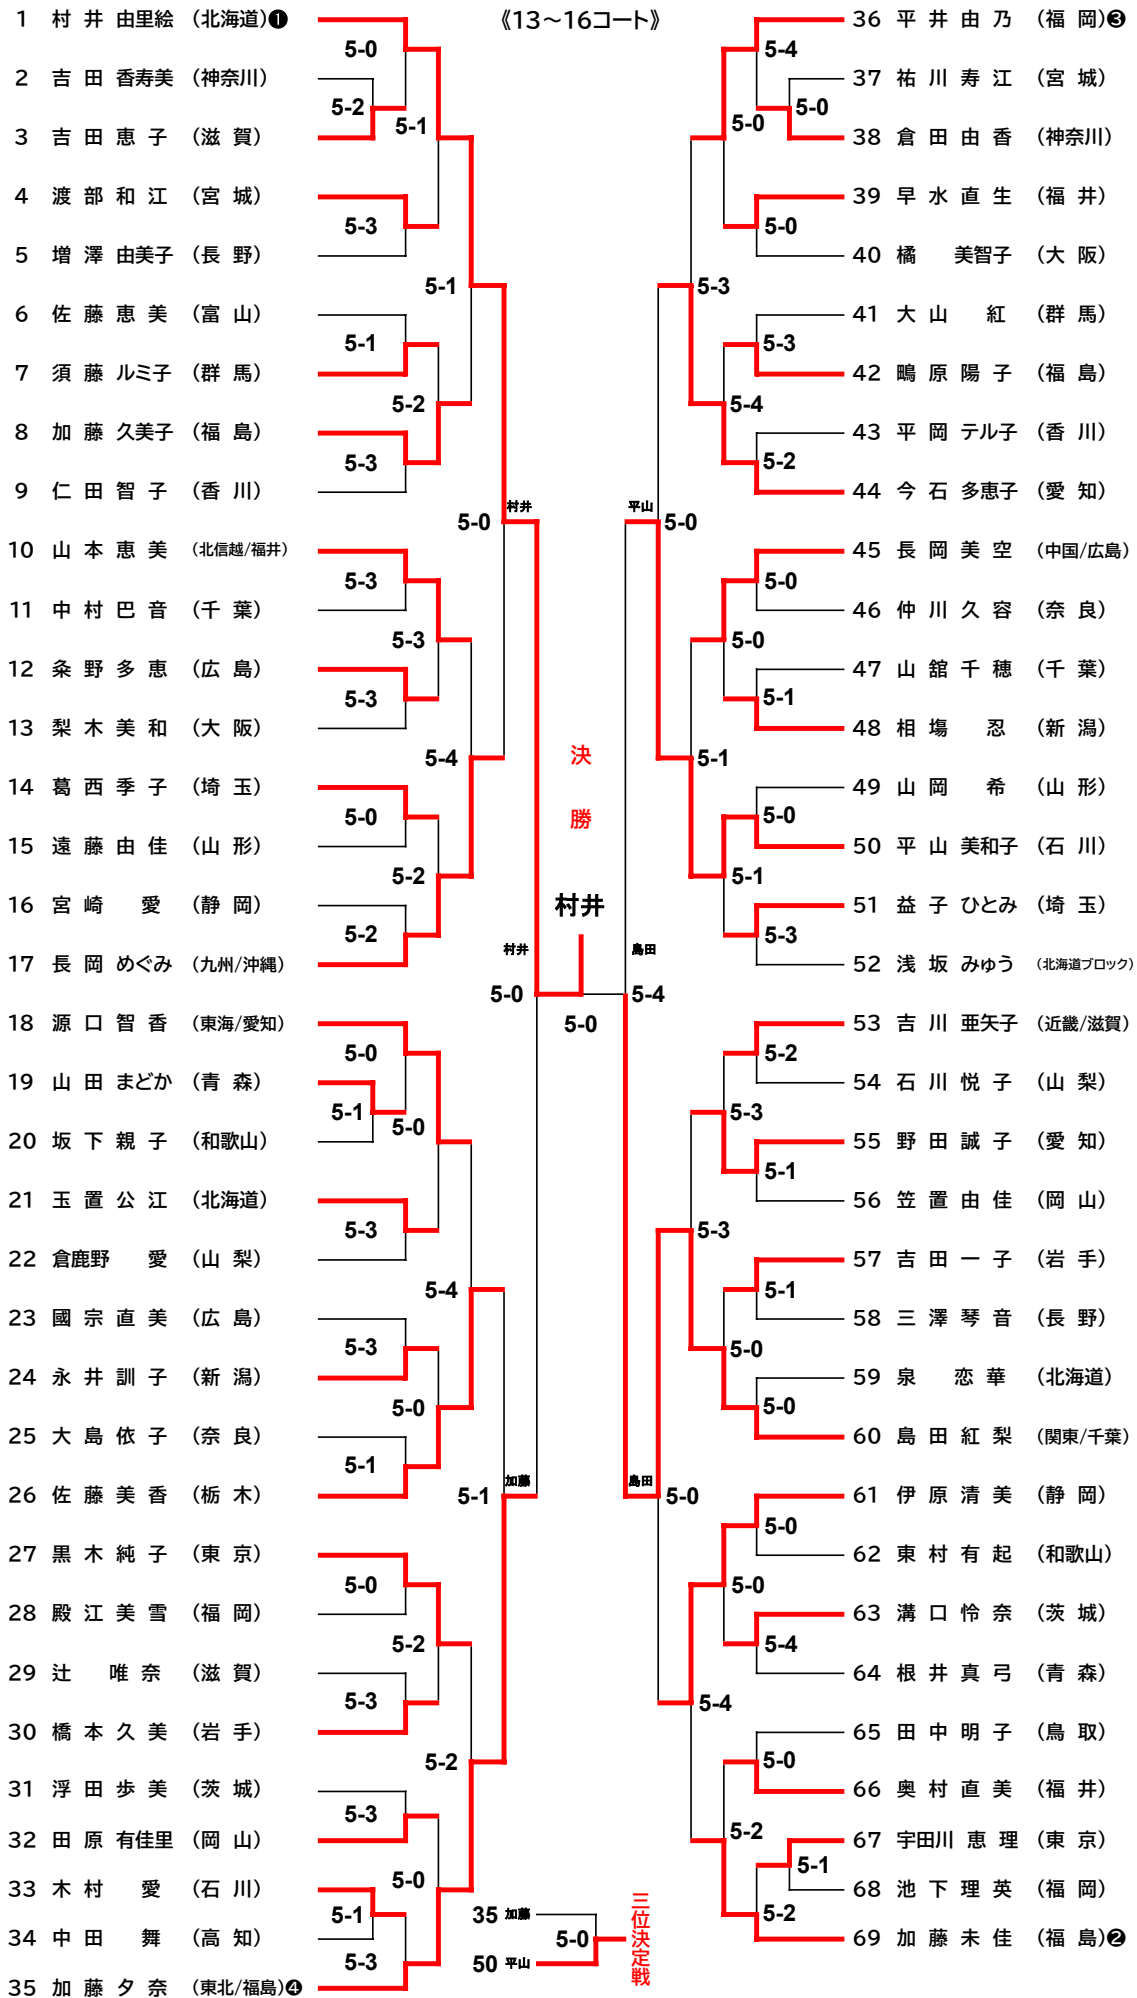 《13～16コート》
1 村井 由里絵 (北海道)❶
5-0
2 吉田 香寿美 (神奈川)
5-2
5-1
3 吉田恵子 (滋賀)
4 渡部和江 (宮城)
5-3
5 増澤 由美子 (長野)
5-1
6 佐藤恵美 (富山)
5-1
7 須藤 ルミ子 (群馬)
5-2
8 加藤 久美子 (福島)
5-3
9 仁田智子 (香川)
村井
5-0
10 山本恵美 (北信越/福井)
5-3
11 中村巴音 (千葉)
5-3
12 粂野多恵 (広島)
5-3
13 梨木美和 (大阪)
5-4
14 葛西季子 (埼玉)
5-0
15 遠藤由佳 (山形)
5-2
16 宮崎 愛 (静岡)
5-2
17 長岡 めぐみ (九州/沖縄)
村井
5-0
18 源口智香 (東海/愛知)
5-0
19 山田 まどか (青森)
5-1
5-0
20 坂下親子 (和歌山)
21 玉置公江 (北海道)
5-3
22 倉鹿野 愛 (山梨)
5-4
23 國宗直美 (広島)
5-3
24 永井訓子 (新潟)
5-0
25 大島依子 (奈良)
5-1
26 佐藤美香 (栃木)
加藤
5-1
27 黒木純子 (東京)
5-0
28 殿江美雪 (福岡)
5-2
29 辻 唯奈 (滋賀)
5-3
30 橋本久美 (岩手)
5-2
31 浮田歩美 (茨城)
5-3
32 田原 有佳里 (岡山)
5-0
33 木村 愛 (石川)
5-1
34 中田 舞 (高知)
5-3
35 加藤夕奈 (東北/福島)❹
決
勝
村井
5-0
36 平井由乃 (福岡)❸
5-4
37 祐川寿江 (宮城)
5-0
5-0
38 倉田由香 (神奈川)
39 早水直生 (福井)
5-0
40 橘 美智子 (大阪)
5-3
41 大山 紅 (群馬)
5-3
42 鴫原陽子 (福島)
5-4
43 平岡 テル子 (香川)
5-2
44 今石 多恵子 (愛知)
平山
5-0
45 長岡美空 (中国/広島)
5-0
46 仲川久容 (奈良)
5-0
47 山舘千穂 (千葉)
5-1
48 相場 忍 (新潟)
5-1
49 山岡 希 (山形)
5-0
50 平山 美和子 (石川)
5-1
51 益子 ひとみ (埼玉)
5-3
52 浅坂 みゅう (北海道ブロック)
島田
5-4
53 吉川 亜矢子 (近畿/滋賀)
5-2
54 石川悦子 (山梨)
5-3
55 野田誠子 (愛知)
5-1
56 笠置由佳 (岡山)
5-3
57 吉田一子 (岩手)
5-1
58 三澤琴音 (長野)
5-0
59 泉 恋華 (北海道)
5-0
60 島田紅梨 (関東/千葉)
島田
5-0
61 伊原清美 (静岡)
5-0
62 東村有起 (和歌山)
5-0
63 溝口怜奈 (茨城)
5-4
64 根井真弓 (青森)
5-4
65 田中明子 (鳥取)
5-0
66 奥村直美 (福井)
5-2
67 宇田川 恵理 (東京)
5-1
68 池下理英 (福岡)
5-2
69 加藤未佳 (福島)❷
35 加藤
5-0
50 平山
三位決定戦